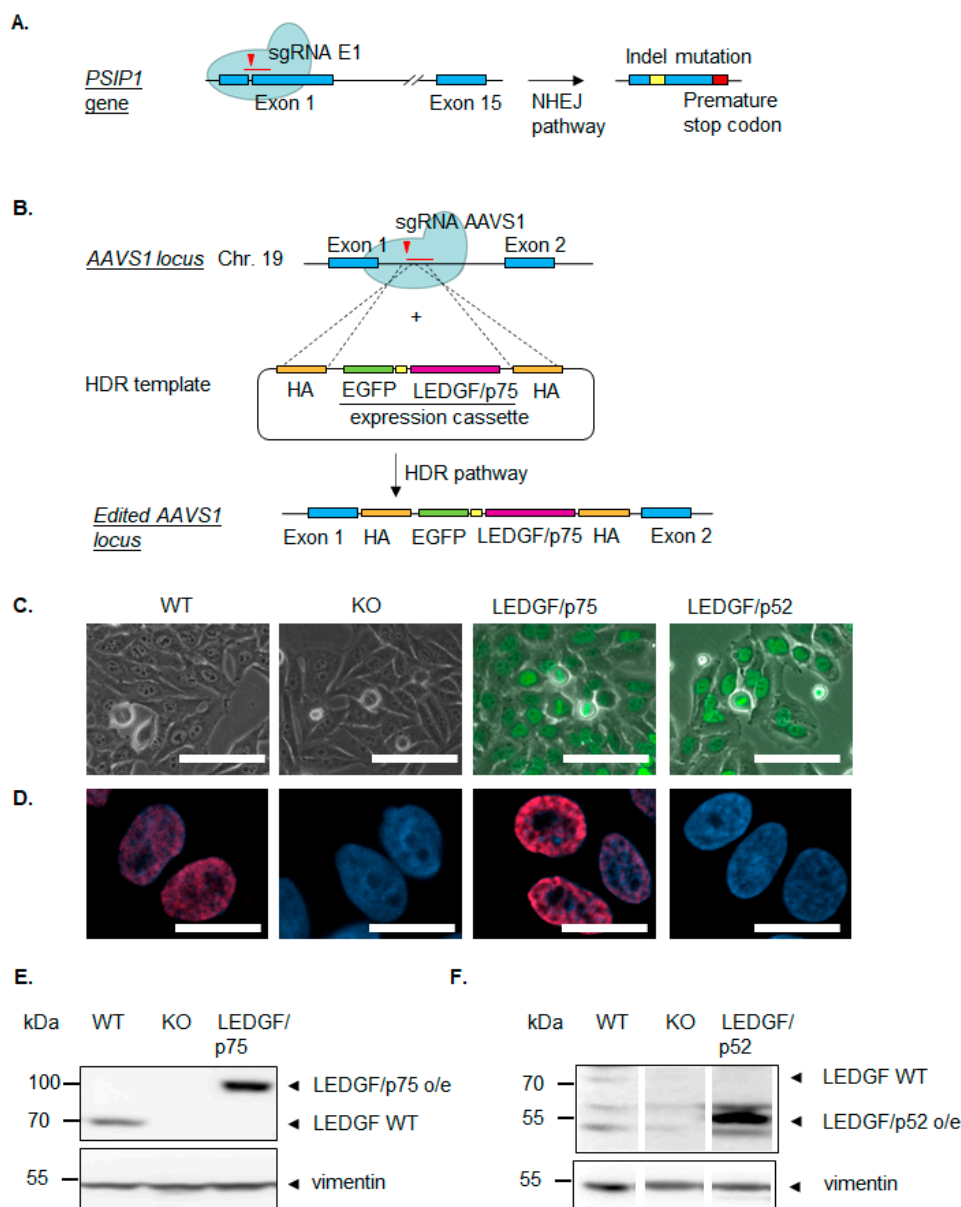 A.
sgRNA E1
PSIP1
gene
Exon 1
Exon 15
NHEJ
pathway
Indel mutation
Premature
stop codon
B.
sgRNA AAVS1
AAVS1 locus Chr. 19
Exon 1
Exon 2
+
HDR template
HA
EGFP
LEDGF/p75
HA
expression cassette
HDR pathway
Edited AAVS1
locus
Exon 1 HA EGFP LEDGF/p75 HA Exon 2
C.
WT
KO
LEDGF/p75
LEDGF/p52
D.
E.
kDa
WT
KO
LEDGF/
p75
100
LEDGF/p75 o/e
70
LEDGF WT
55
vimentin
F.
kDa
WT
KO
LEDGF/
p52
70
LEDGF WT
55
LEDGF/p52 o/e
55
vimentin